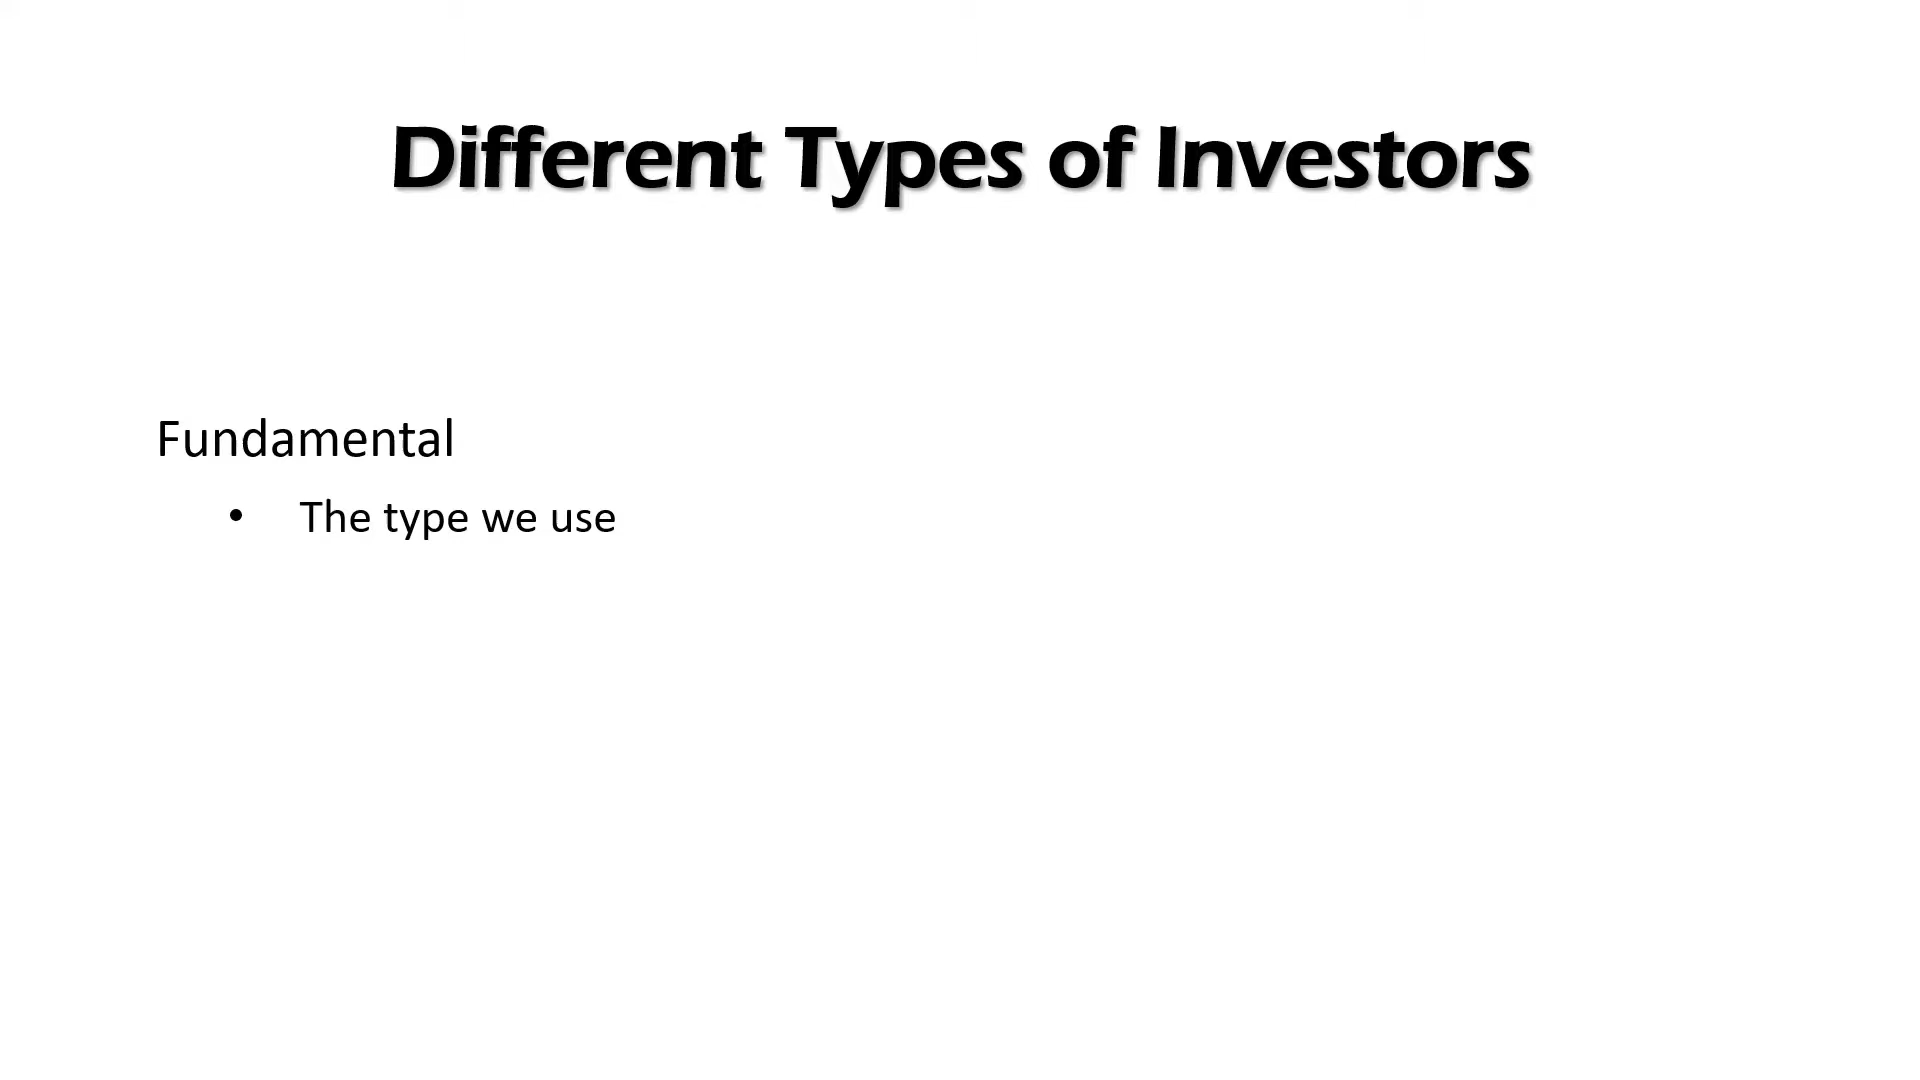 Different Types of Investors
Fundamental
• The type we use